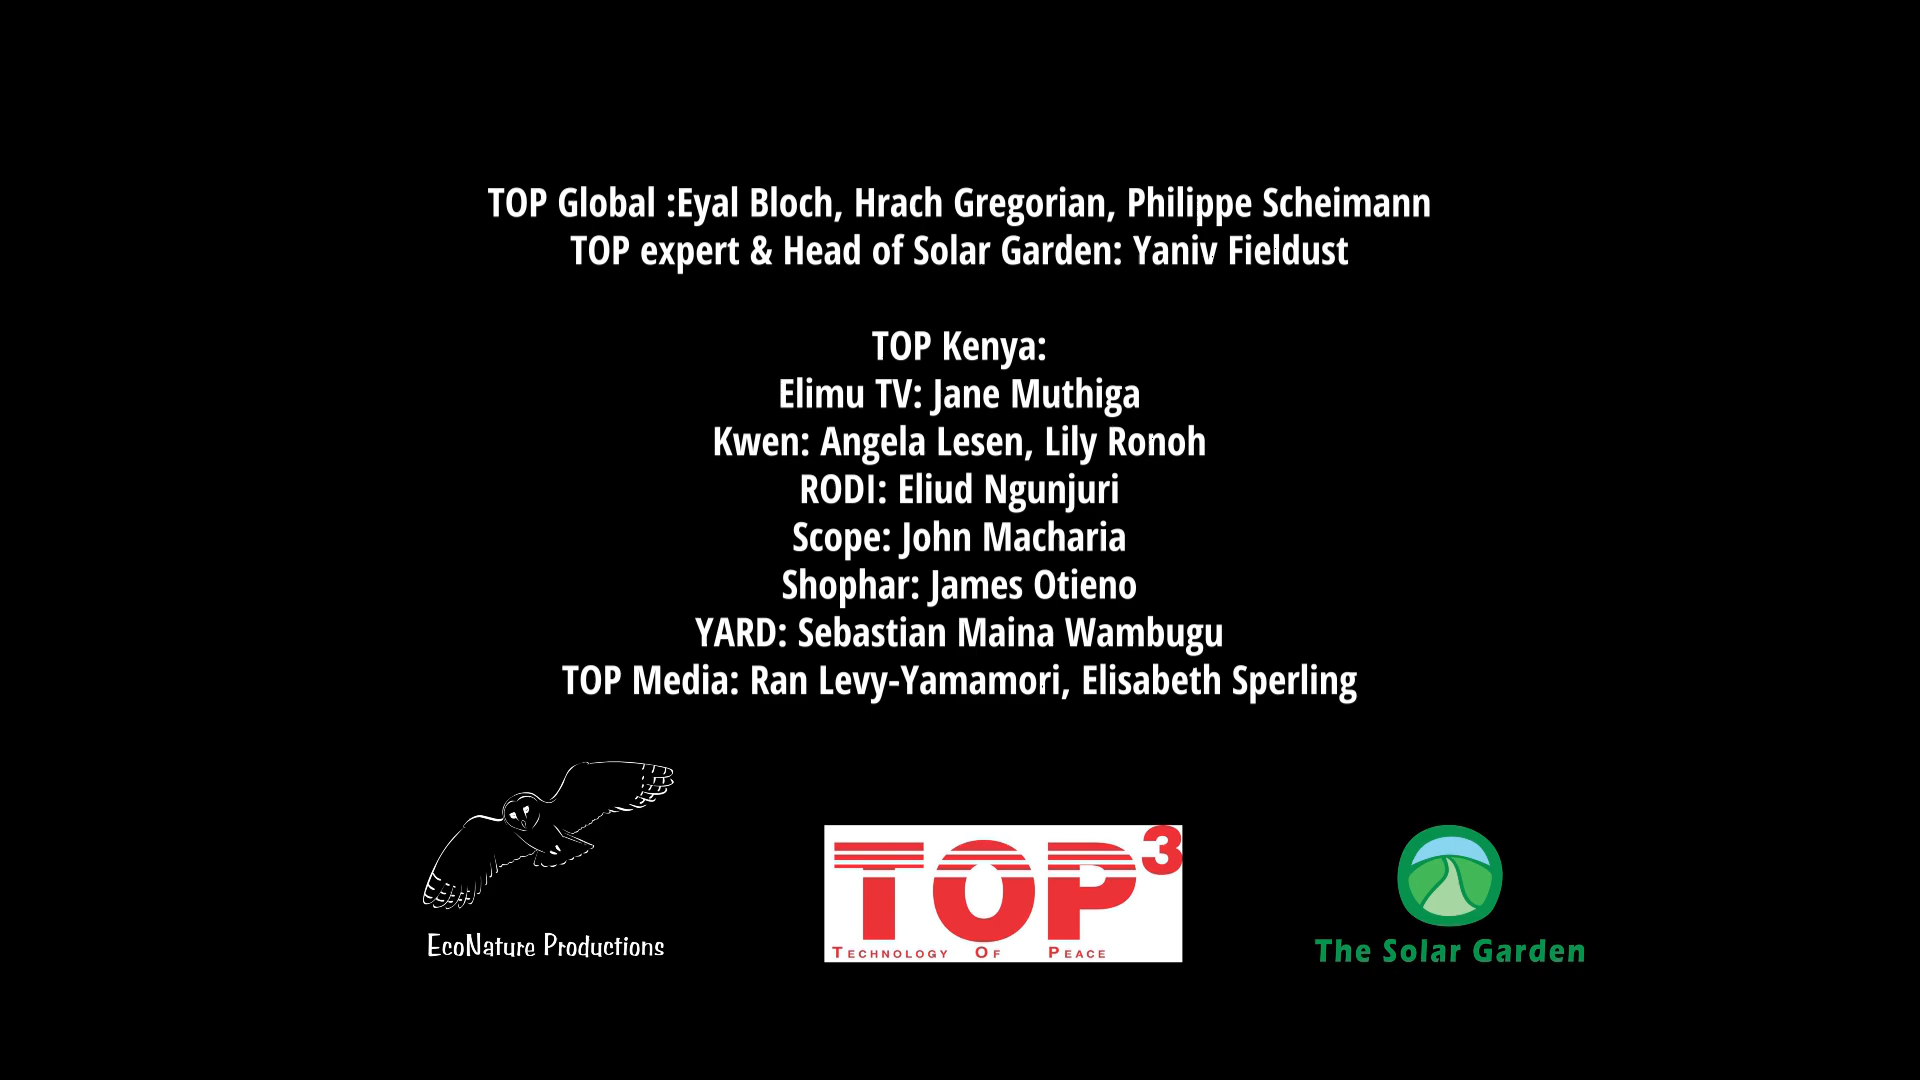 TOP Global :Eyal Bloch, Hrach Gregorian, Philippe Scheimann
TOP expert & Head of Solar Garden: Yaniv Fieldust
TOP Kenya:
Elimu TV: Jane Muthiga
Kwen: Angela Lesen, Lily Ronoh
RODI: Eliud Ngunjuri
Scope: John Macharia
Shophar: James Otieno
YARD: Sebastian Maina Wambugu
TOP Media: Ran Levy-Yamamori, Elisabeth Sperling
EcoNature Productions
TOP³
TECHNOLOGY OF PEACE
The Solar Garden